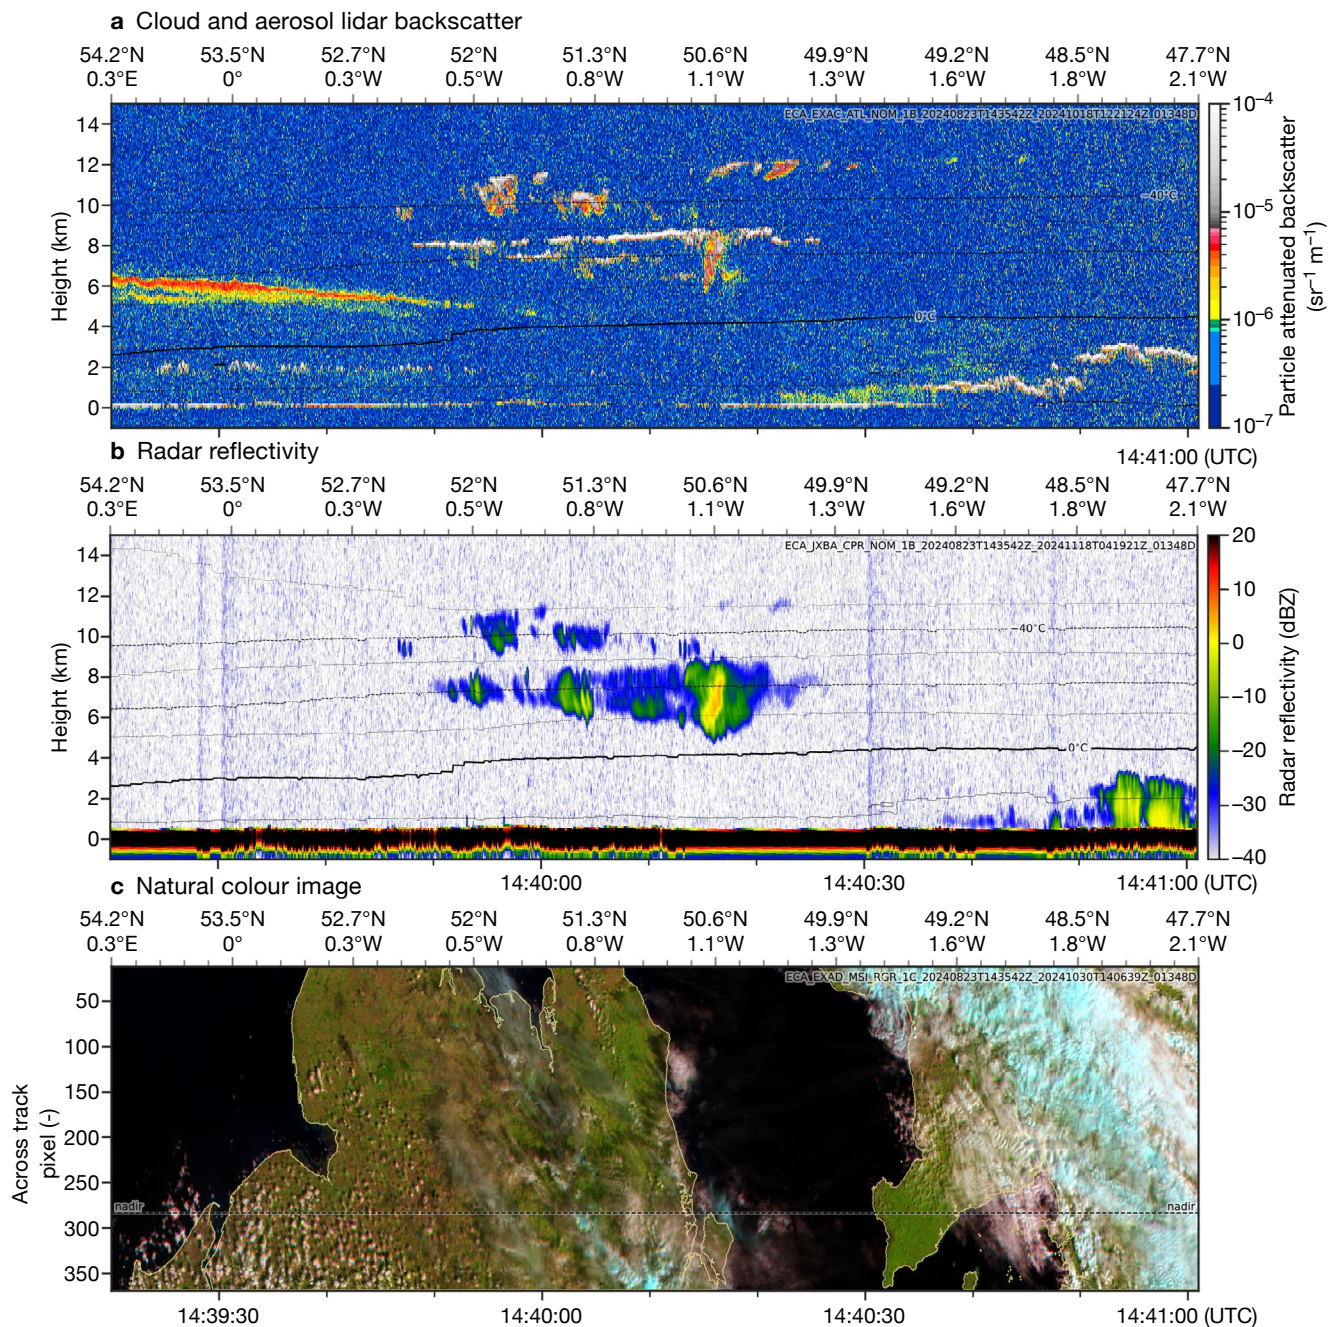 a Cloud and aerosol lidar backscatter
54.2°N 53.5°N 52.7°N 52°N 51.3°N 50.6°N 49.9°N 49.2°N 48.5°N 47.7°N
0.3°E 0° 0.3°W 0.5°W 0.8°W 1.1°W 1.3°W 1.6°W 1.8°W 2.1°W
ECA_EXAC_ATL_NOM_1B_20240823T143542Z_20241018T122124Z_01348D
14
12
10
8
6
4
2
0
Height (km)
−40°C
0°C
10⁻⁴
10⁻⁵
10⁻⁶
10⁻⁷
Particle attenuated backscatter
(sr⁻¹ m⁻¹)
14:41:00 (UTC)
b Radar reflectivity
54.2°N 53.5°N 52.7°N 52°N 51.3°N 50.6°N 49.9°N 49.2°N 48.5°N 47.7°N
0.3°E 0° 0.3°W 0.5°W 0.8°W 1.1°W 1.3°W 1.6°W 1.8°W 2.1°W
ECA_JXBA_CPR_NOM_1B_20240823T143542Z_20241118T041921Z_01348D
14
12
10
8
6
4
2
0
Height (km)
−40°C
0°C
20
10
0
−10
−20
−30
−40
Radar reflectivity (dBZ)
14:40:00 14:40:30 14:41:00 (UTC)
c Natural colour image
54.2°N 53.5°N 52.7°N 52°N 51.3°N 50.6°N 49.9°N 49.2°N 48.5°N 47.7°N
0.3°E 0° 0.3°W 0.5°W 0.8°W 1.1°W 1.3°W 1.6°W 1.8°W 2.1°W
ECA_EXAD_MSI_RGR_1C_20240823T143542Z_20241030T140639Z_01348D
50
100
150
200
250
300
350
Across track
pixel (-)
nadir nadir
14:39:30 14:40:00 14:40:30 14:41:00 (UTC)